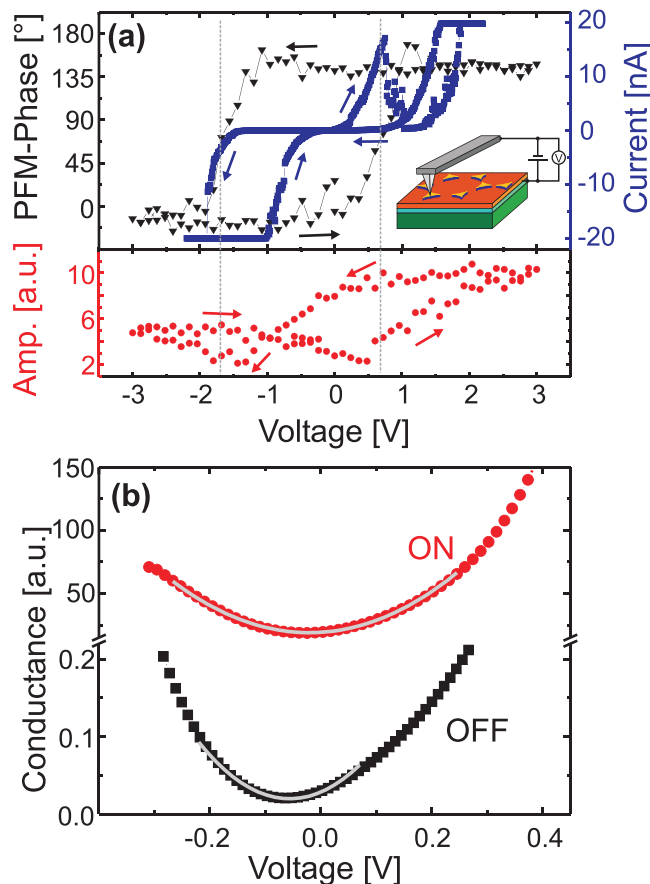 (a)
PFM-Phase [°]
180
135
90
45
0
Current [nA]
20
10
0
-10
-20
V
Amp. [a.u.]
10
6
2
-3 -2 -1 0 1 2 3
Voltage [V]
(b)
Conductance [a.u.]
150
100
50
0.2
0.1
0.0
ON
OFF
-0.2 0.0 0.2 0.4
Voltage [V]